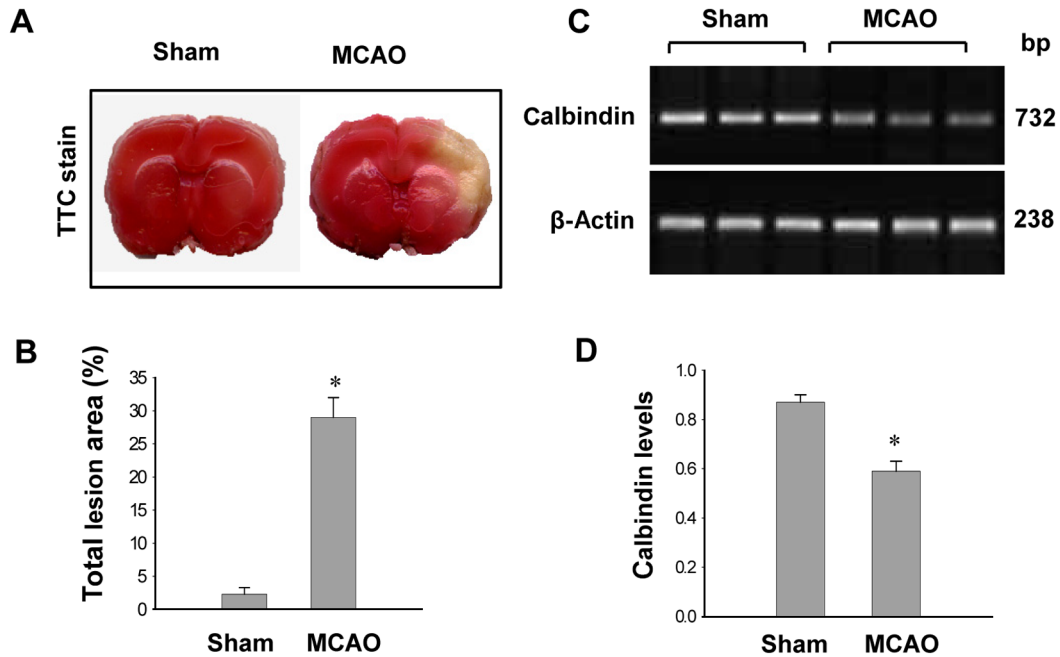 A
Sham MCAO
TTC stain
B
Total lesion area (%)
35
30
25
20
15
10
5
0
*
Sham MCAO
C
Sham MCAO
bp
Calbindin 732
β-Actin 238
D
Calbindin levels
1.0
0.8
0.6
0.4
0.2
0.0
*
Sham MCAO